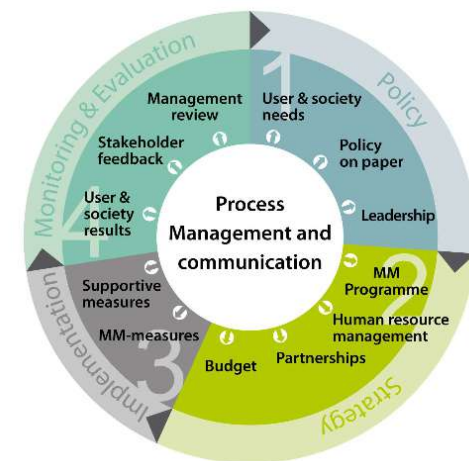 Process
Management and
communication
1
Policy
User & society
needs
Policy
on paper
Leadership
2
Strategy
MM
Programme
Human resource
management
Partnerships
Budget
3
Implementation
MM-measures
Supportive
measures
4
Monitoring & Evaluation
User &
society
results
Stakeholder
feedback
Management
review